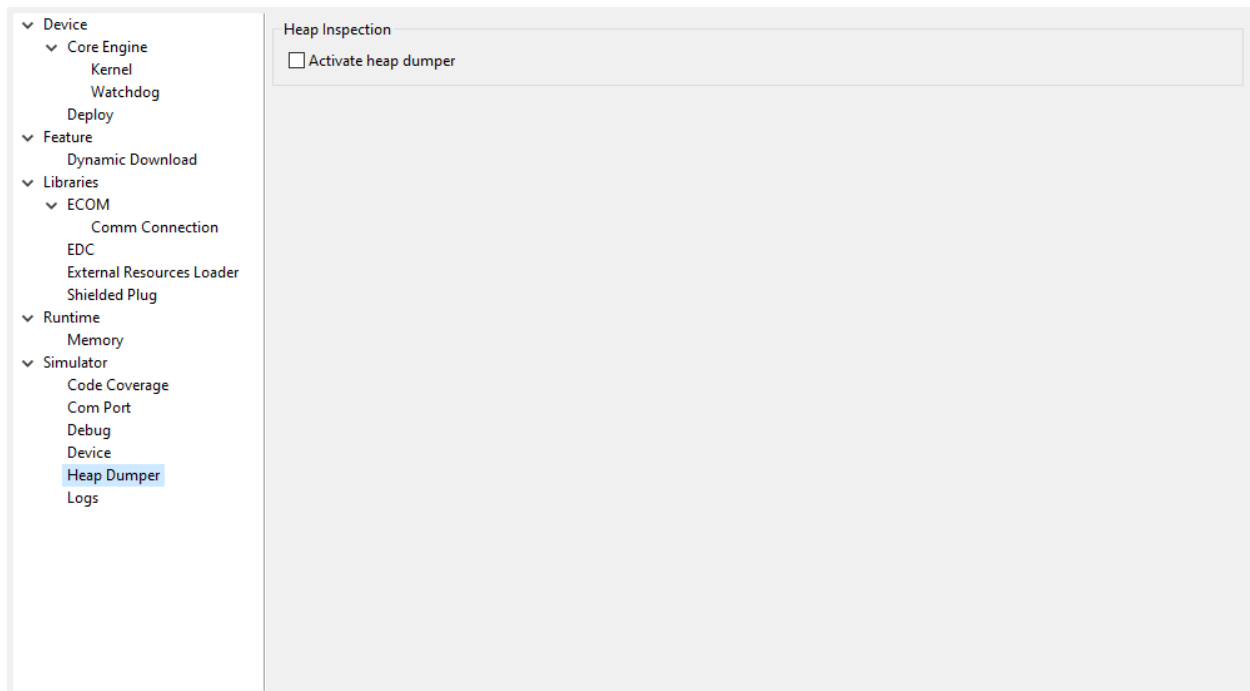 Device
Core Engine
Kernel
Watchdog
Deploy
Feature
Dynamic Download
Libraries
ECOM
Comm Connection
EDC
External Resources Loader
Shielded Plug
Runtime
Memory
Simulator
Code Coverage
Com Port
Debug
Device
Heap Dumper
Logs
Heap Inspection
Activate heap dumper